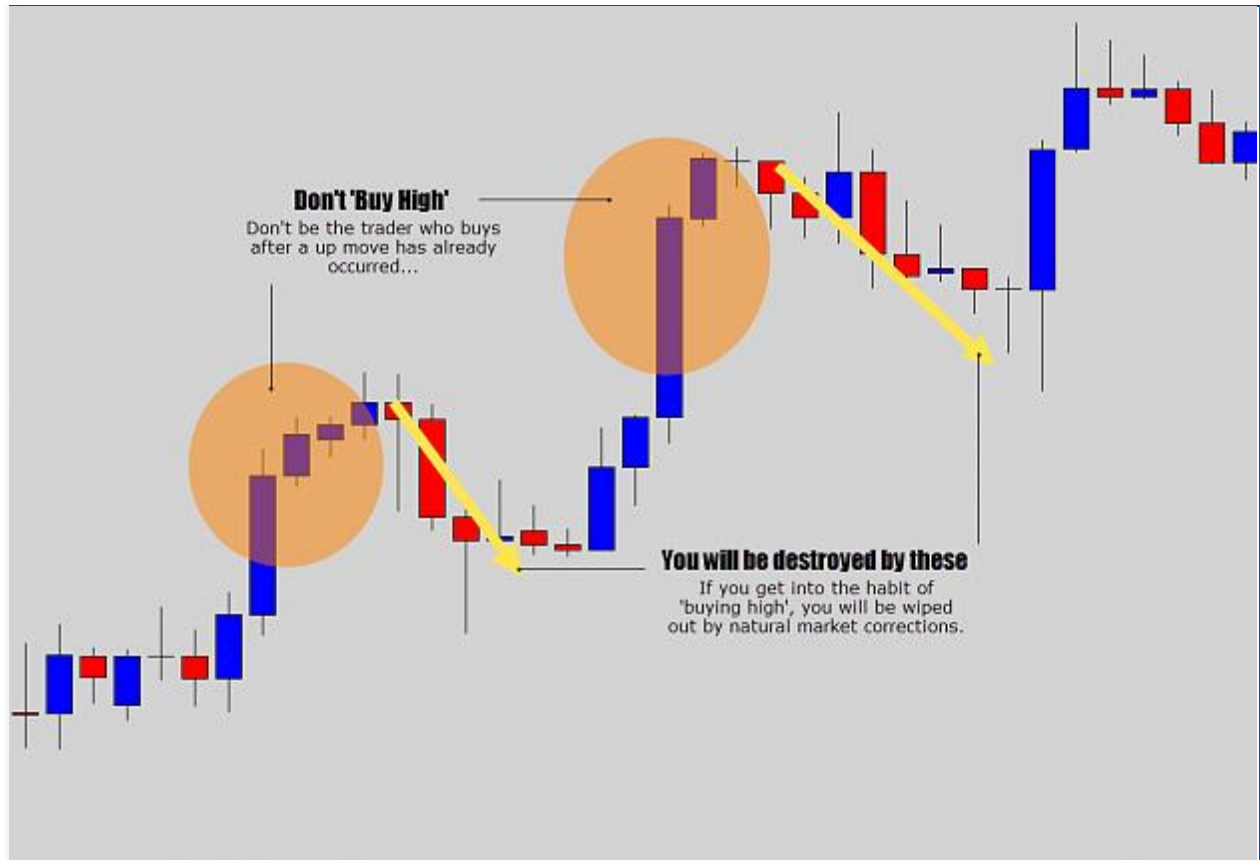 Don't 'Buy High'
Don't be the trader who buys
after a up move has already
occurred...
You will be destroyed by these
If you get into the habit of
'buying high', you will be wiped
out by natural market corrections.